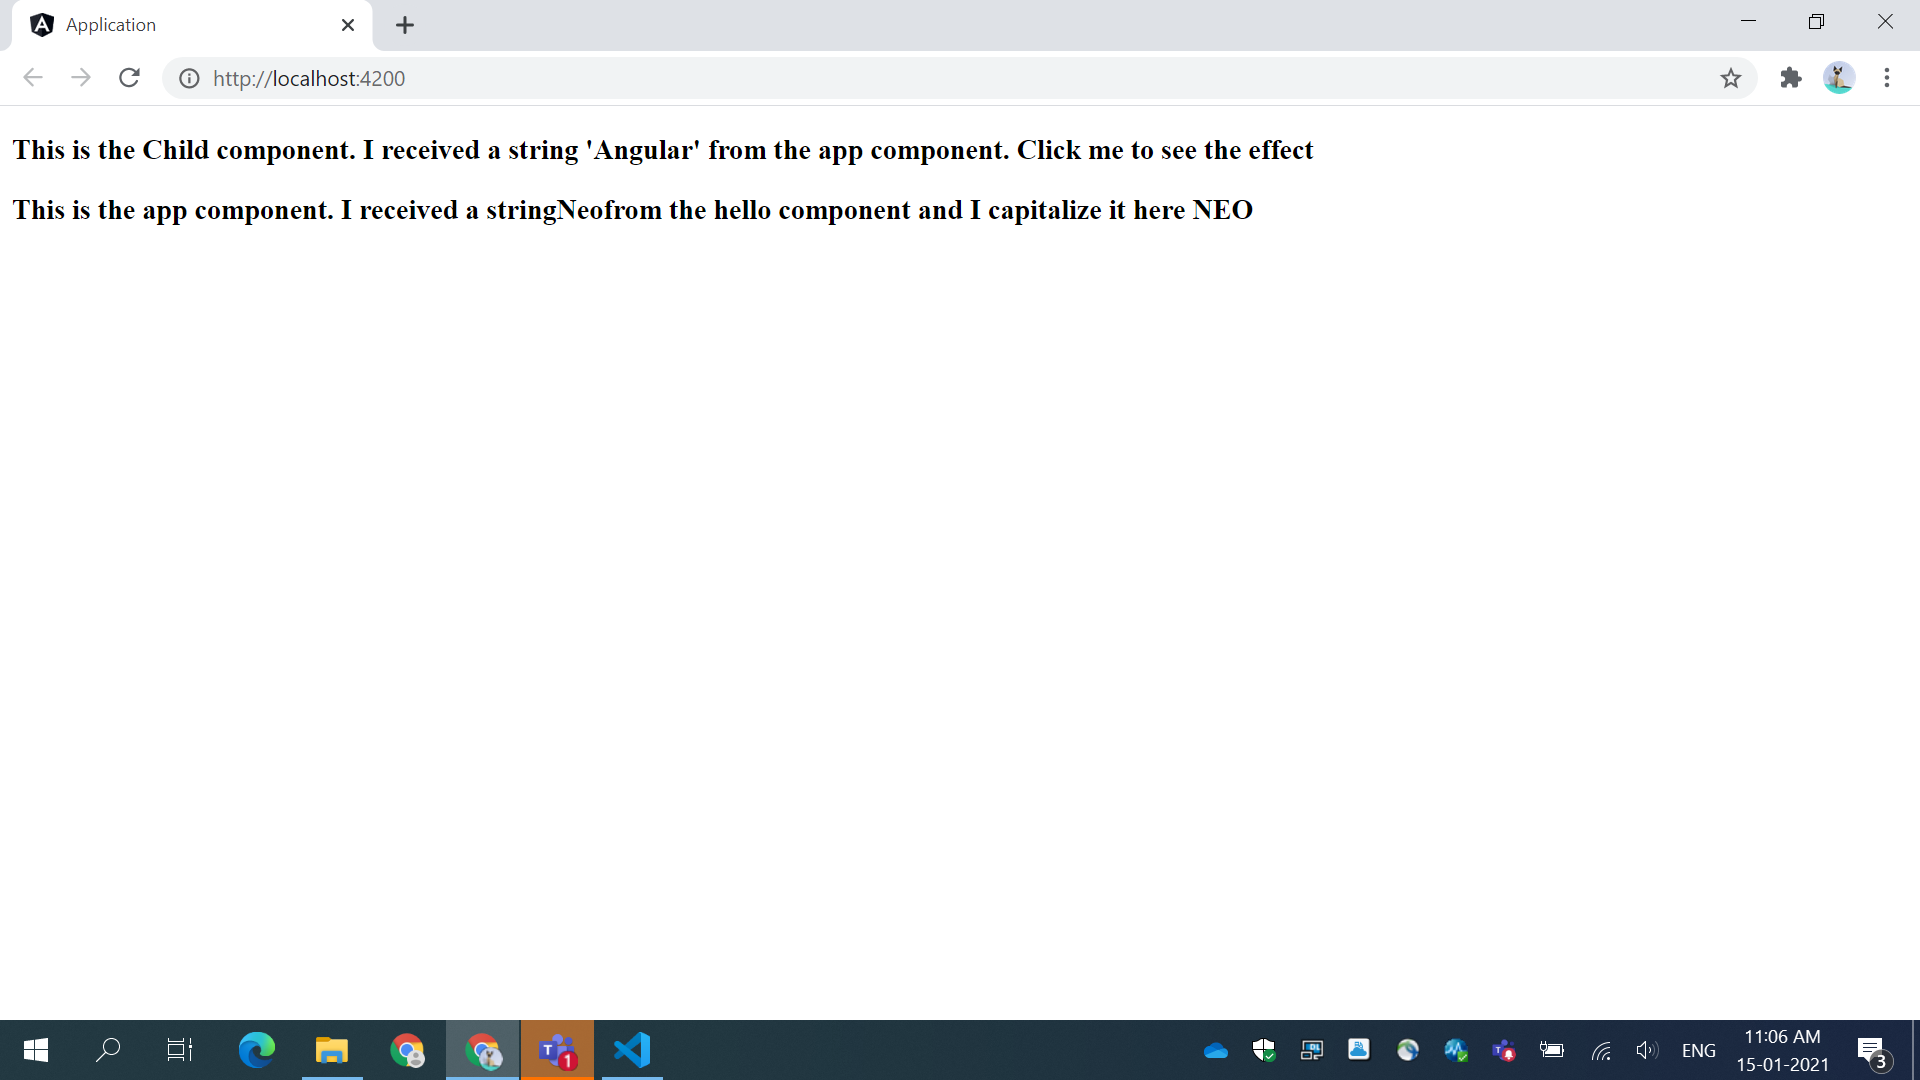 Application
http://localhost:4200
This is the Child component. I received a string 'Angular' from the app component. Click me to see the effect
This is the app component. I received a stringNeofrom the hello component and I capitalize it here NEO
1
ENG
11:06 AM
15-01-2021
3